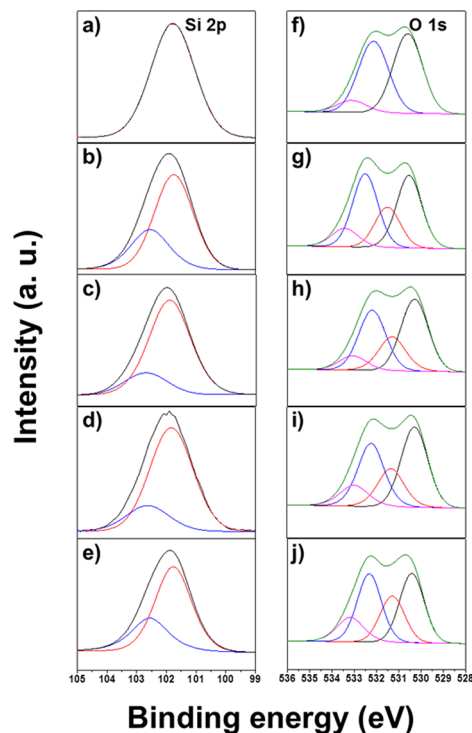 a) Si 2p f) O 1s
b) g)
c) h)
d) i)
e) j)
Intensity (a. u.)
105 104 103 102 101 100 99 536 535 534 533 532 531 530 529 528
Binding energy (eV)